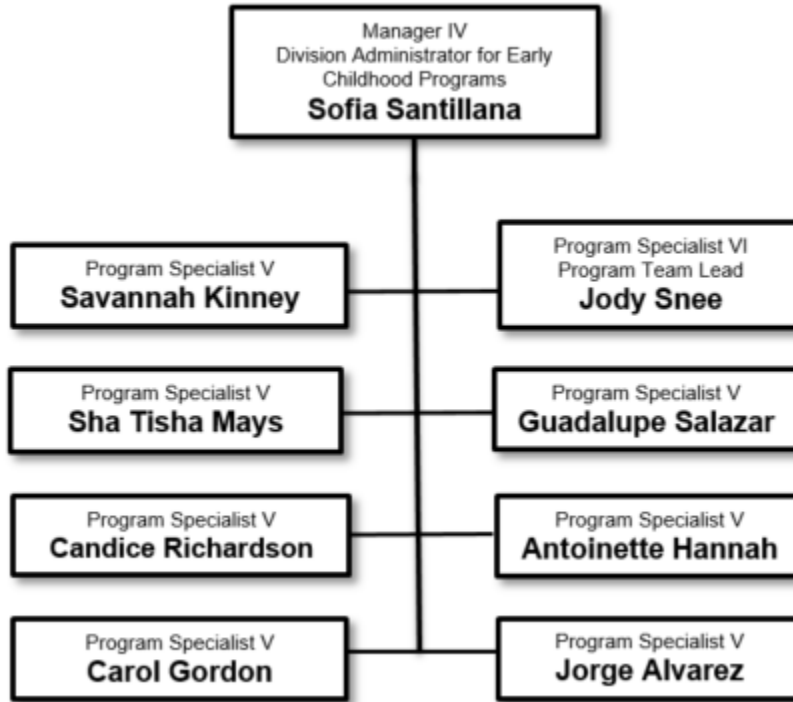 Manager IV
Division Administrator for Early
Childhood Programs
Sofia Santillana
Program Specialist V
Savannah Kinney
Program Specialist VI
Program Team Lead
Jody Snee
Program Specialist V
Sha Tisha Mays
Program Specialist V
Guadalupe Salazar
Program Specialist V
Candice Richardson
Program Specialist V
Antoinette Hannah
Program Specialist V
Carol Gordon
Program Specialist V
Jorge Alvarez